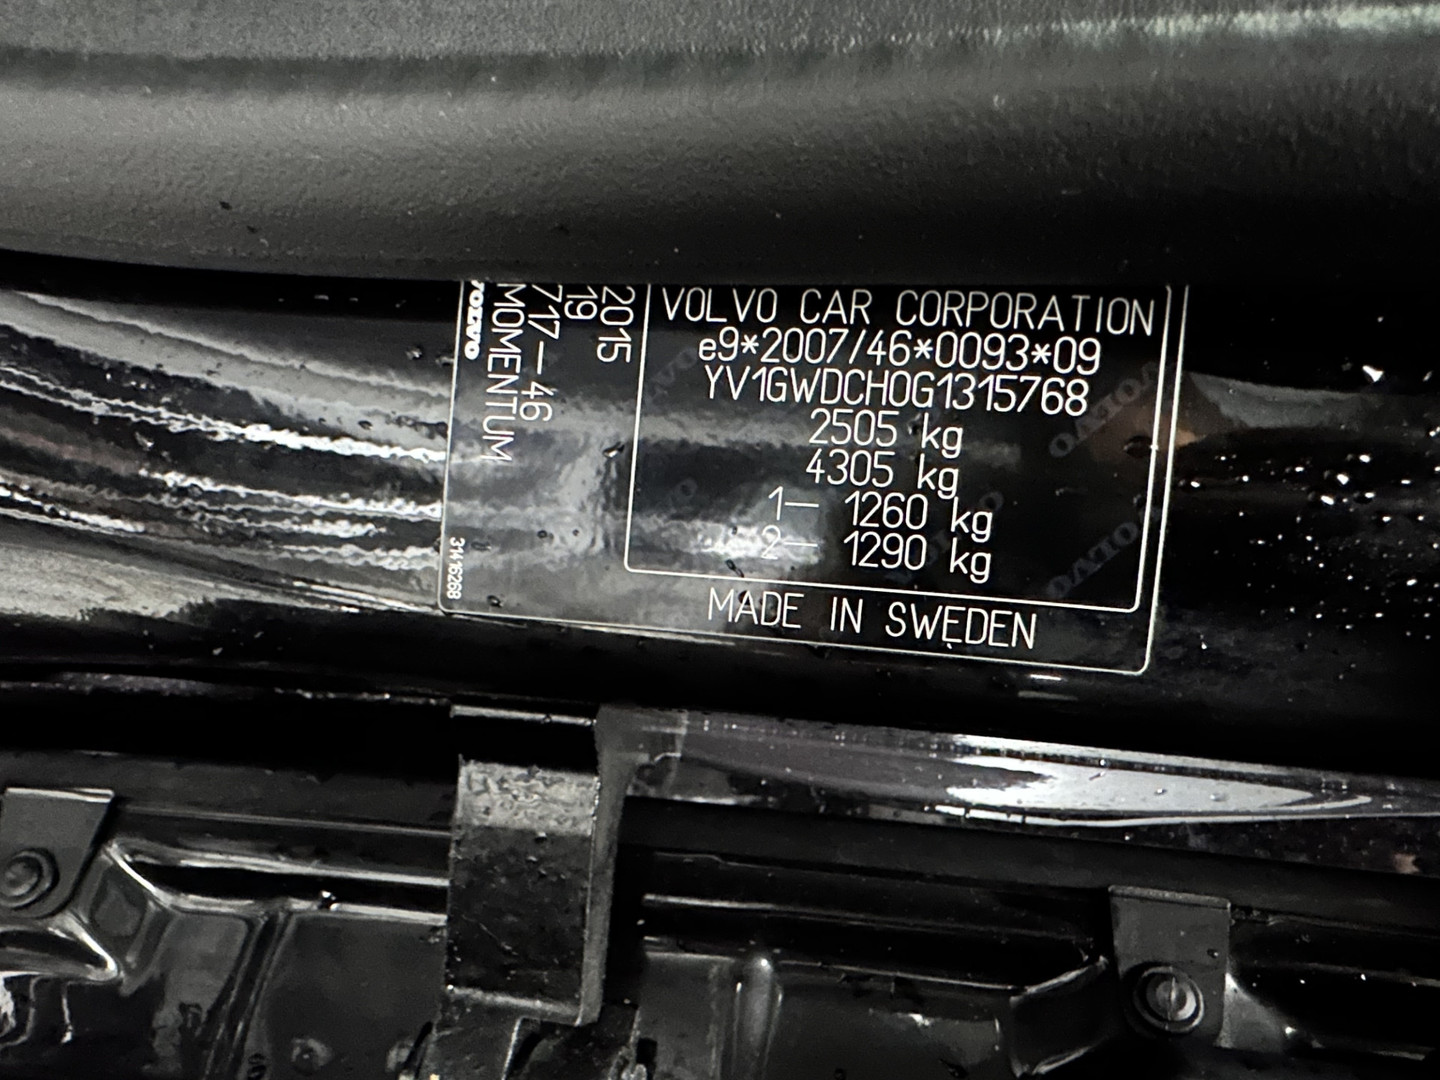 VOLVO CAR CORPORATION
e9*2007/46*0093*09
YV1GWDCH0G1315768
2505 kg
4305 kg
1— 1260 kg
2— 1290 kg
MADE IN SWEDEN
2015
19
717—46
MOMENTUM
VOLVO
31416268